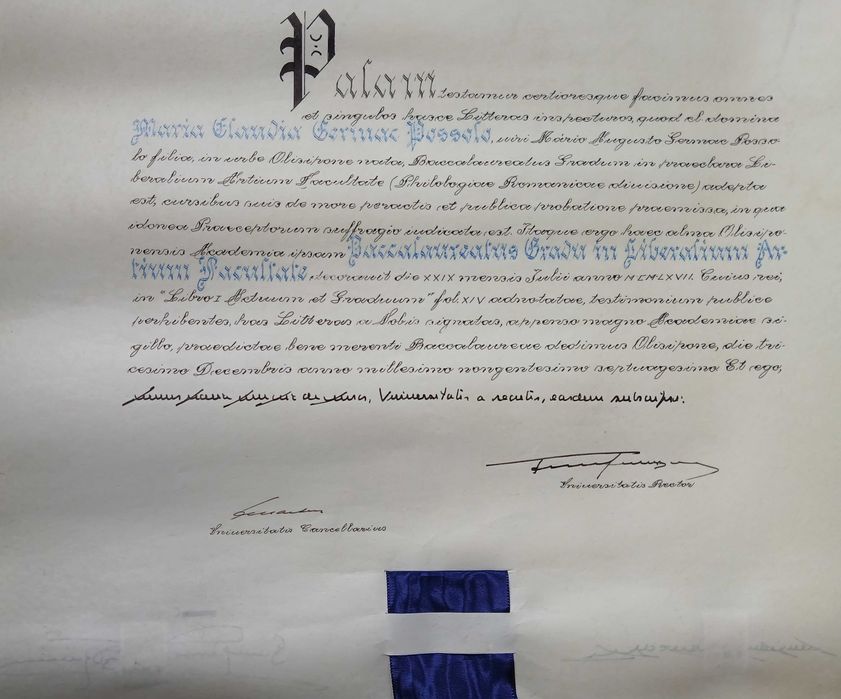 Palam testamur certioresque facimus omnes
et singulos hasce Litteras inspecturos, quod cl. domina
Maria Claudia Gerinac Possolo, viri Mário Augusto Gernac Posso-
lo filia, in urbe Olisipone nata, Baccalaureatus Gradum, in praeclara Li-
beralium Artium Facultate (Philologiae Romanicae divisione) adepta
est, cursibus suis de more peractis et publica probatione praemissa, in qua
idonea Praeceptorum suffragio iudicata est. Itaque ergo haec alma Olisipo-
nensis Academia ipsam Baccalaureatus Gradu in Liberalium Ar-
tium Facultate, decoravit die XXIX mensis Julii anno MCMLXVII. Cuius rei,
in "Libro I Actuum et Graduum" fol. XIV adnotatae, testimonium publice
perhibentes, has Litteras a Nobis signatas, appenso magno Academiae si-
gillo, praedictae bene merenti Baccalaureae dedimus Olisipone, die tri-
cesimo Decembris anno millesimo nongentesimo septuagesimo. Et ego,
Universitatis a secretis, easdem subscripsi.
Universitatis Rector
Universitatis Cancellarius